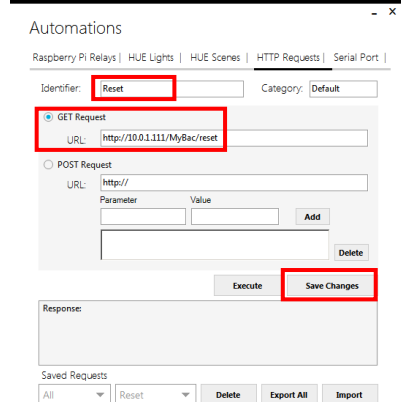 Automations
Raspberry Pi Relays | HUE Lights | HUE Scenes | HTTP Requests | Serial Port |
Identifier: Reset Category: Default
GET Request
URL: http://10.0.1.111/MyBac/reset
POST Request
URL: http://
Parameter Value
Add
Delete
Execute Save Changes
Response:
Saved Requests
All Reset Delete Export All Import